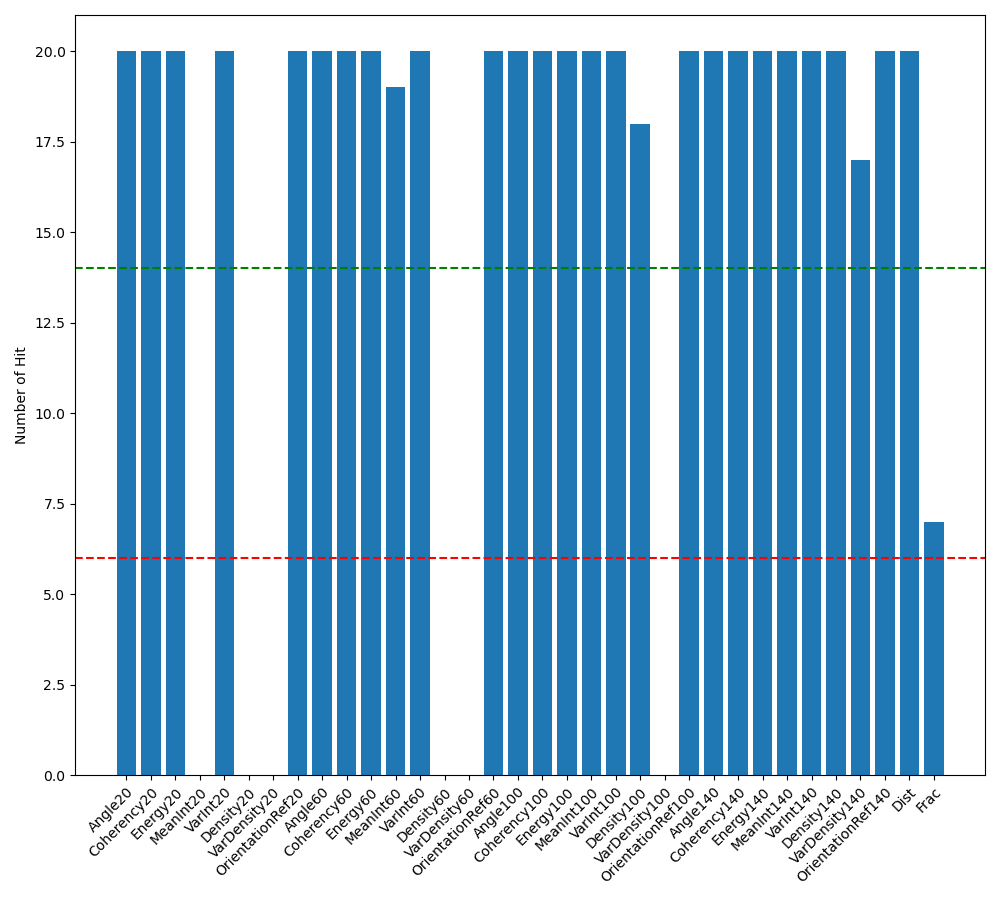 20.0
17.5
15.0
12.5
10.0
7.5
5.0
2.5
0.0
Number of Hit
Angle20
Coherency20
Energy20
MeanInt20
VarInt20
Density20
VarDensity20
OrientationRef20
Angle60
Coherency60
Energy60
MeanInt60
VarInt60
Density60
VarDensity60
OrientationRef60
Angle100
Coherency100
Energy100
MeanInt100
VarInt100
Density100
VarDensity100
OrientationRef100
Angle140
Coherency140
Energy140
MeanInt140
VarInt140
Density140
VarDensity140
OrientationRef140
Dist
Frac